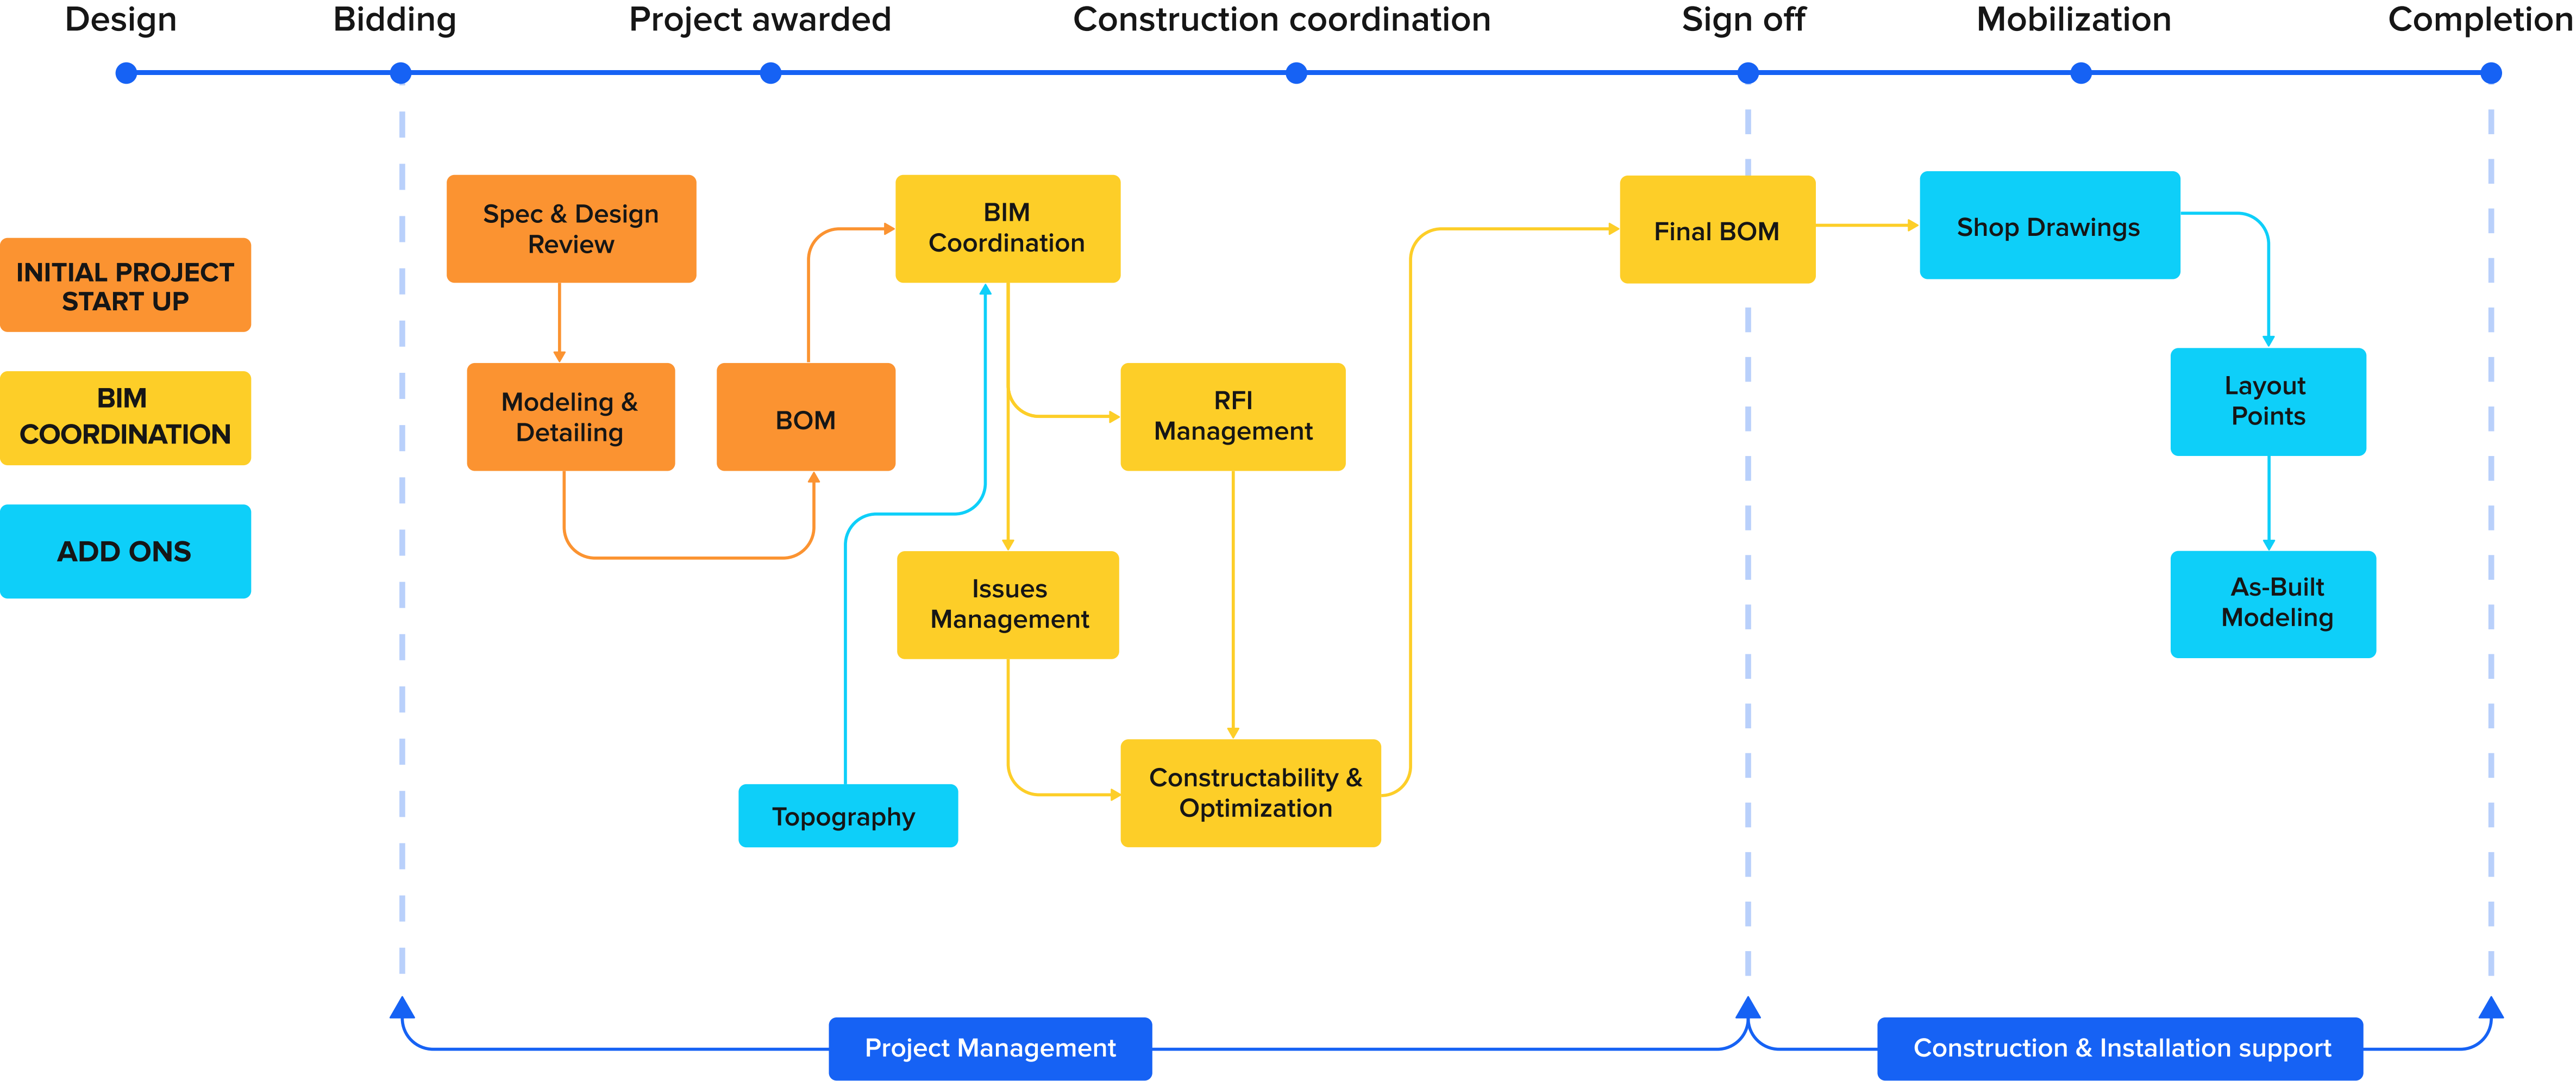 Design
Bidding
Project awarded
Construction coordination
Sign off
Mobilization
Completion
INITIAL PROJECT
START UP
BIM
COORDINATION
ADD ONS
Spec & Design
Review
Modeling &
Detailing
BOM
BIM
Coordination
RFI
Management
Issues
Management
Topography
Constructability &
Optimization
Final BOM
Shop Drawings
Layout
Points
As-Built
Modeling
Project Management
Construction & Installation support